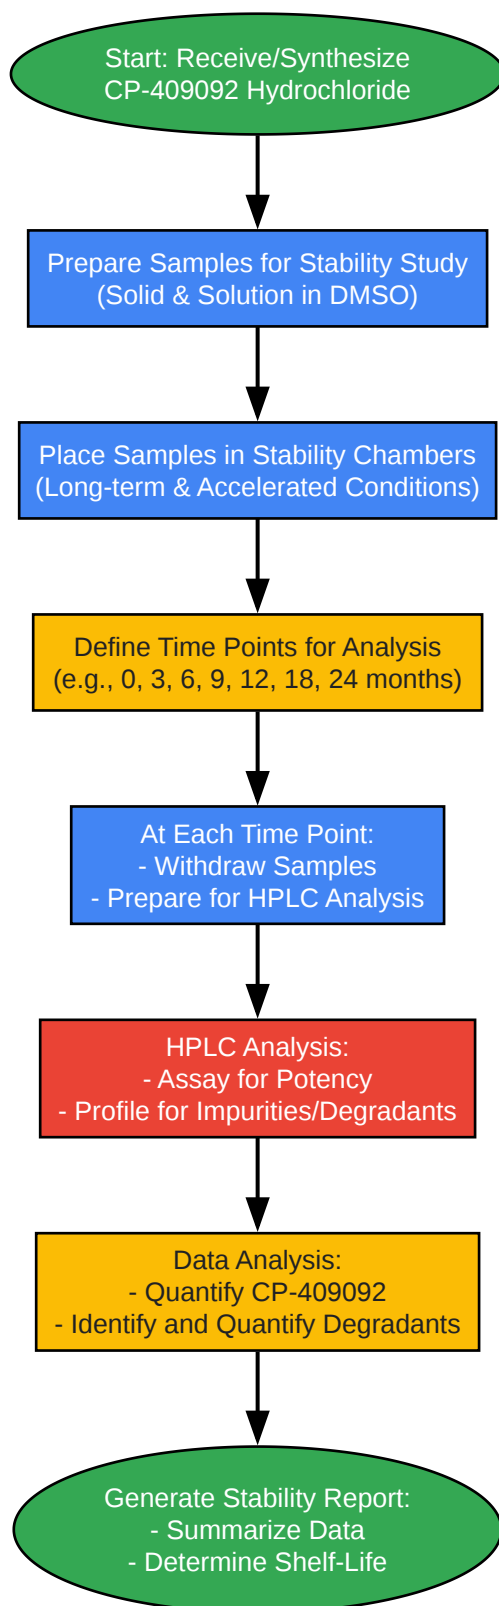 Start: Receive/Synthesize
CP-409092 Hydrochloride
Prepare Samples for Stability Study
(Solid & Solution in DMSO)
Place Samples in Stability Chambers
(Long-term & Accelerated Conditions)
Define Time Points for Analysis
(e.g., 0, 3, 6, 9, 12, 18, 24 months)
At Each Time Point:
- Withdraw Samples
- Prepare for HPLC Analysis
HPLC Analysis:
- Assay for Potency
- Profile for Impurities/Degradants
Data Analysis:
- Quantify CP-409092
- Identify and Quantify Degradants
Generate Stability Report:
- Summarize Data
- Determine Shelf-Life